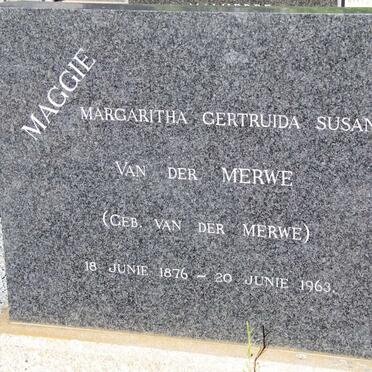 MAGGIE
MARGARITHA GERTRUIDA SUSAN
VAN DER MERWE
(GEB. VAN DER MERWE)
18 JUNIE 1876 – 20 JUNIE 1963.